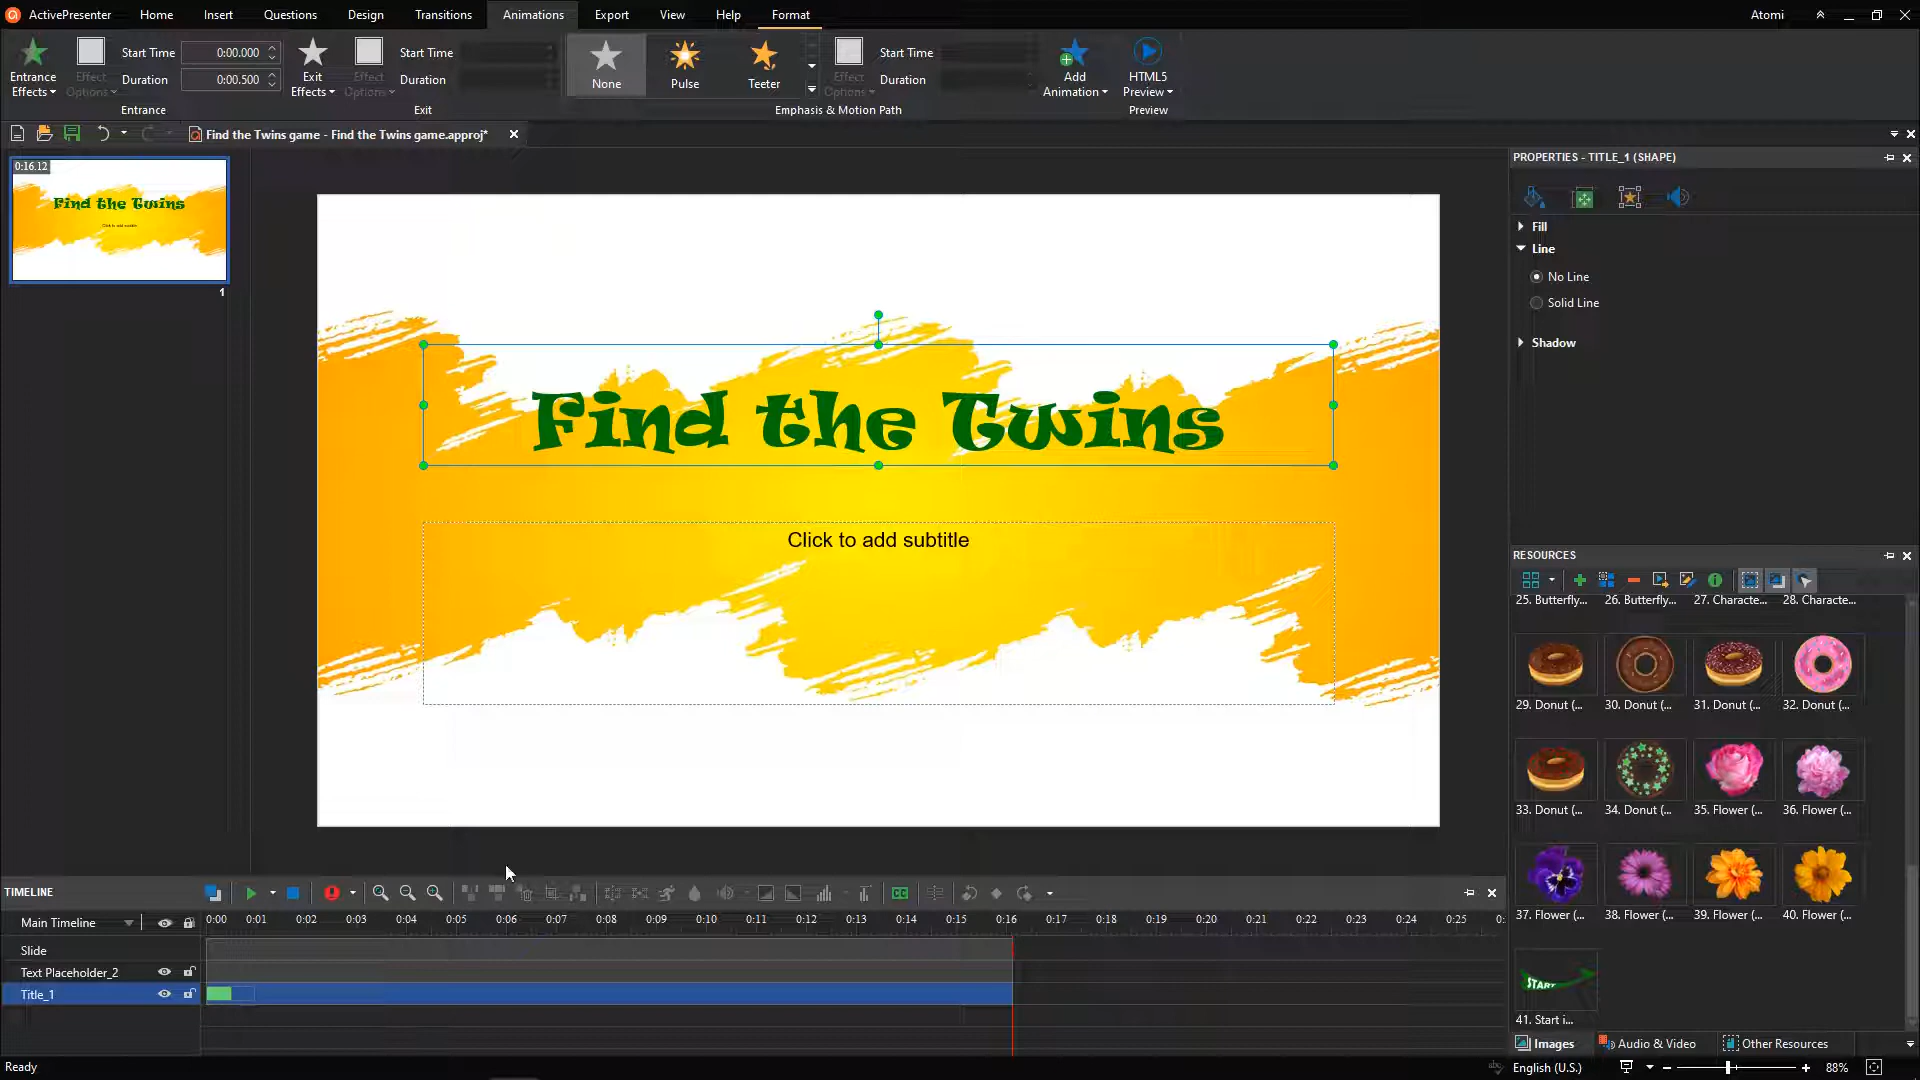 ActivePresenter Home Insert Questions Design Transitions Animations Export View Help Format Atomi
Entrance Effects Effect Options Start Time 0:00.000 Duration 0:00.500 Entrance
Exit Effects Effect Options Start Time Duration Exit
None Pulse Teeter Effect Options Start Time Duration Emphasis & Motion Path
Add Animation HTML5 Preview Preview
Find the Twins game - Find the Twins game.approj*
0:16.12
Find the Twins
Click to add subtitle
1
Find the Twins
Click to add subtitle
PROPERTIES - TITLE_1 (SHAPE)
Fill
Line
No Line
Solid Line
Shadow
RESOURCES
25. Butterfly... 26. Butterfly... 27. Characte... 28. Characte...
29. Donut (... 30. Donut (... 31. Donut (... 32. Donut (...
33. Donut (... 34. Donut (... 35. Flower (... 36. Flower (...
37. Flower (... 38. Flower (... 39. Flower (... 40. Flower (...
START
41. Start i...
Images Audio & Video Other Resources
TIMELINE CC
Main Timeline 0:00 0:01 0:02 0:03 0:04 0:05 0:06 0:07 0:08 0:09 0:10 0:11 0:12 0:13 0:14 0:15 0:16 0:17 0:18 0:19 0:20 0:21 0:22 0:23 0:24 0:25 0:
Slide
Text Placeholder_2
Title_1
Ready English (U.S.) 88%